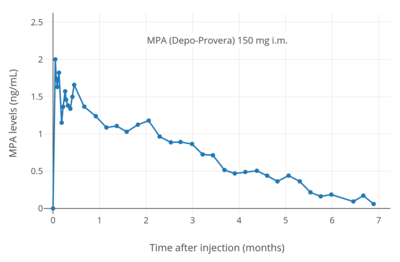 2.5
MPA (Depo-Provera) 150 mg i.m.
2
1.5
1
0.5
0
MPA levels (ng/mL)
0 1 2 3 4 5 6 7
Time after injection (months)